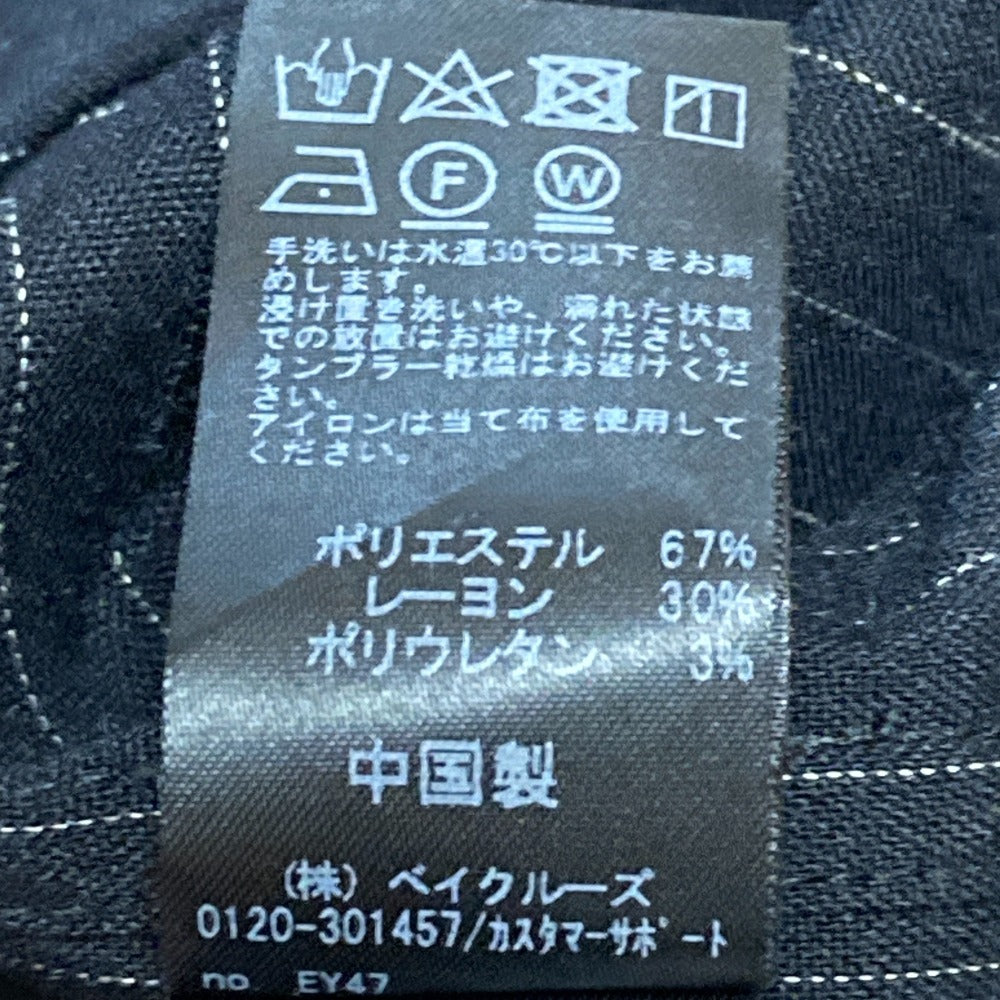 F W
手洗いは水温30℃以下をお薦
めします。
浸け置き洗いや、濡れた状態
での放置はお避けください。
タンブラー乾燥はお避けくだ
さい。
アイロンは当て布を使用して
ください。
ポリエステル 67%
レーヨン 30%
ポリウレタン 3%
中国製
(株) ベイクルーズ
0120-301457/カスタマーサポート
no. EY47